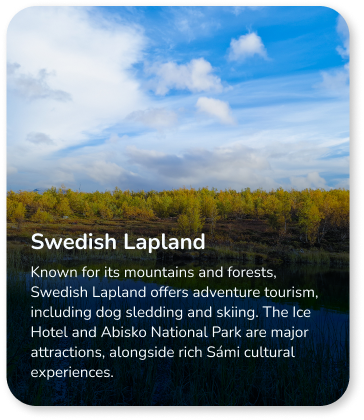 Swedish Lapland
Known for its mountains and forests,
Swedish Lapland offers adventure tourism,
including dog sledding and skiing. The Ice
Hotel and Abisko National Park are major
attractions, alongside rich Sámi cultural
experiences.